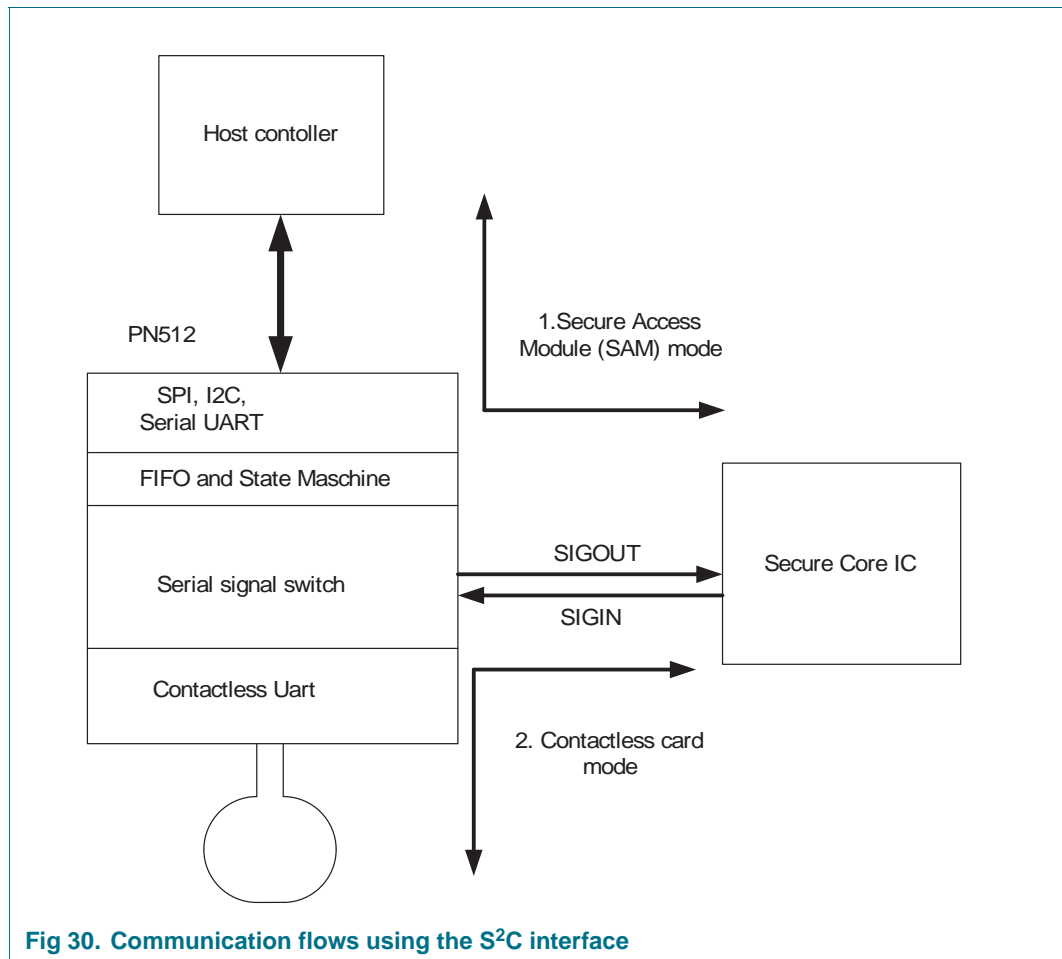 Host contoller
PN512
1.Secure Access
Module (SAM) mode
SPI, I2C,
Serial UART
FIFO and State Maschine
Serial signal switch
SIGOUT
SIGIN
Secure Core IC
Contactless Uart
2. Contactless card
mode
Fig 30. Communication flows using the S²C interface